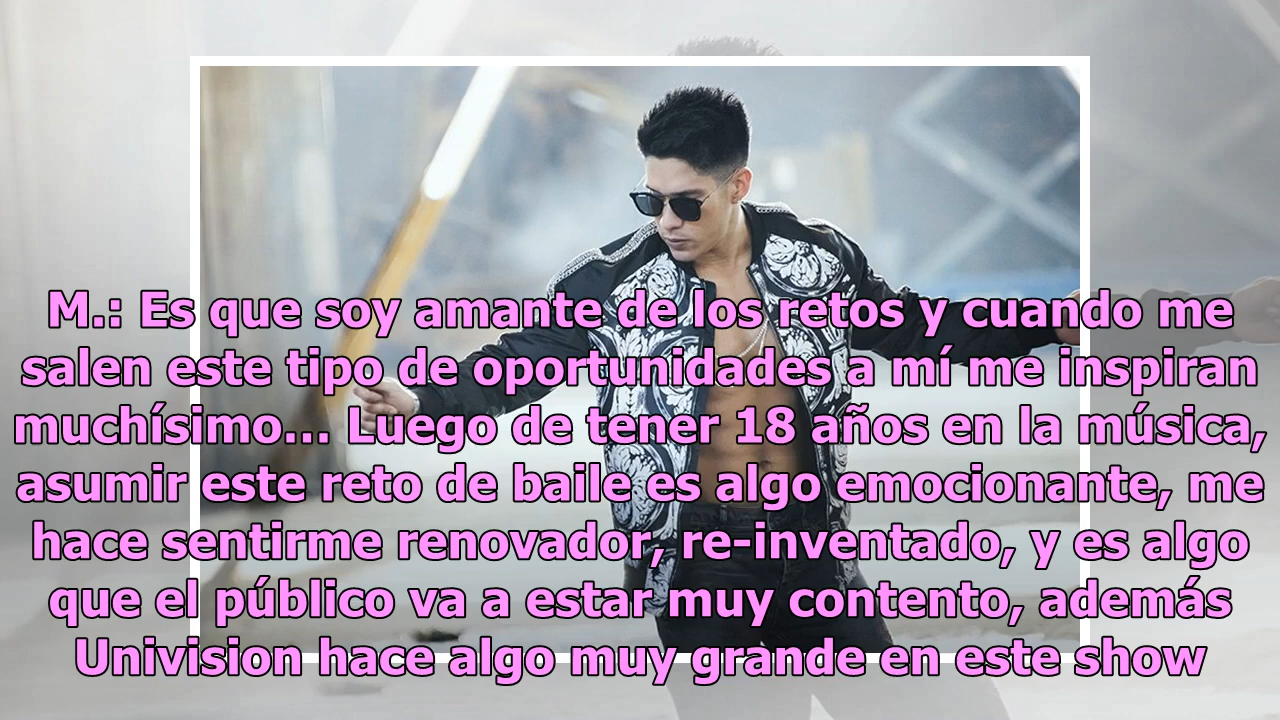 M.: Es que soy amante de los retos y cuando me
salen este tipo de oportunidades a mí me inspiran
muchísimo... Luego de tener 18 años en la música,
asumir este reto de baile es algo emocionante, me
hace sentirme renovador, re-inventado, y es algo
que el público va a estar muy contento, además
Univision hace algo muy grande en este show